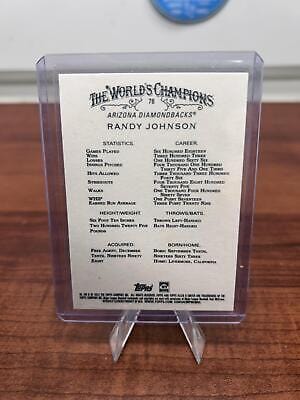 THE WORLD'S CHAMPIONS
78
ARIZONA DIAMONDBACKS®
RANDY JOHNSON
STATISTICS: CAREER:
GAMES PLAYED SIX HUNDRED EIGHTEEN
WINS THREE HUNDRED THREE
LOSSES ONE HUNDRED SIXTY SIX
INNINGS PITCHED FOUR THOUSAND ONE HUNDRED
THIRTY FIVE AND ONE THIRD
HITS ALLOWED THREE THOUSAND THREE HUNDRED
FORTY SIX
STRIKEOUTS FOUR THOUSAND EIGHT HUNDRED
SEVENTY FIVE
WALKS ONE THOUSAND FOUR HUNDRED
NINETY SEVEN
WHIP ONE POINT SEVENTEEN
EARNED RUN AVERAGE THREE POINT TWENTY NINE
HEIGHT/WEIGHT: THROWS/BATS:
SIX FOOT TEN INCHES THROWS LEFT-HANDED
TWO HUNDRED TWENTY FIVE BATS RIGHT-HANDED
POUNDS
ACQUIRED: BORN/HOME:
FREE AGENT, DECEMBER BORN: SEPTEMBER TENTH,
TENTH, NINETEEN NINETY NINETEEN SIXTY THREE
EIGHT HOME: LIVERMORE, CALIFORNIA
Topps